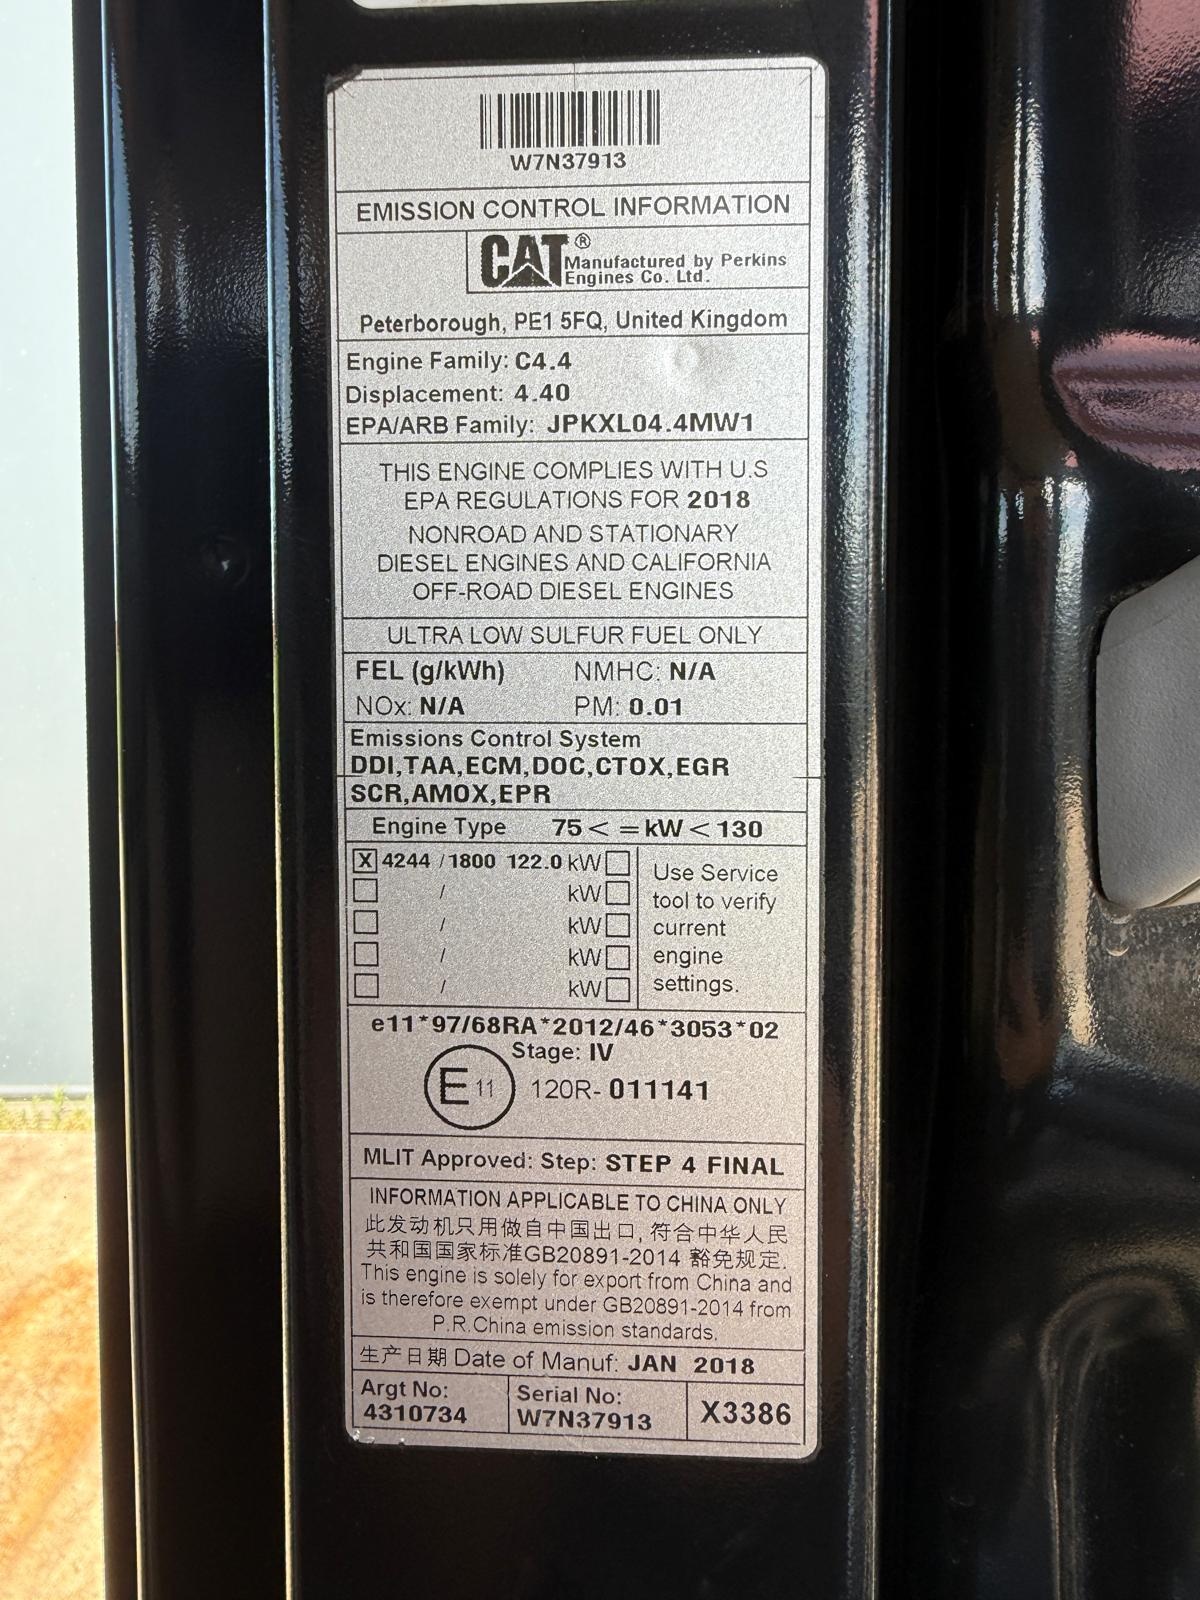 W7N37913
EMISSION CONTROL INFORMATION
CAT® Manufactured by Perkins
Engines Co. Ltd.
Peterborough, PE1 5FQ, United Kingdom
Engine Family: C4.4
Displacement: 4.40
EPA/ARB Family: JPKXL04.4MW1
THIS ENGINE COMPLIES WITH U.S
EPA REGULATIONS FOR 2018
NONROAD AND STATIONARY
DIESEL ENGINES AND CALIFORNIA
OFF-ROAD DIESEL ENGINES
ULTRA LOW SULFUR FUEL ONLY
FEL (g/kWh) NMHC: N/A
NOx: N/A PM: 0.01
Emissions Control System
DDI,TAA,ECM,DOC,CTOX,EGR
SCR,AMOX,EPR
Engine Type 75< =kW<130
X 4244 /1800 122.0 kW
/ kW
/ kW
/ kW
/ kW
Use Service
tool to verify
current
engine
settings.
e11*97/68RA*2012/46*3053*02
Stage: IV
E 11 120R- 011141
MLIT Approved: Step: STEP 4 FINAL
INFORMATION APPLICABLE TO CHINA ONLY
此发动机只用做自中国出口, 符合中华人民
共和国国家标准GB20891-2014 豁免规定.
This engine is solely for export from China and
is therefore exempt under GB20891-2014 from
P.R.China emission standards.
生产日期 Date of Manuf: JAN 2018
Argt No:
4310734
Serial No:
W7N37913
X3386